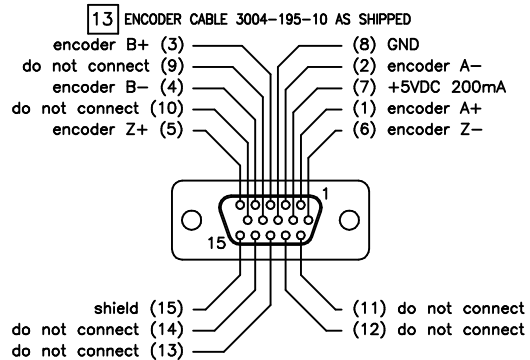 13 ENCODER CABLE 3004-195-10 AS SHIPPED
encoder B+ (3)
do not connect (9)
encoder B- (4)
do not connect (10)
encoder Z+ (5)
(8) GND
(2) encoder A-
(7) +5VDC 200mA
(1) encoder A+
(6) encoder Z-
1
15
shield (15)
do not connect (14)
do not connect (13)
(11) do not connect
(12) do not connect